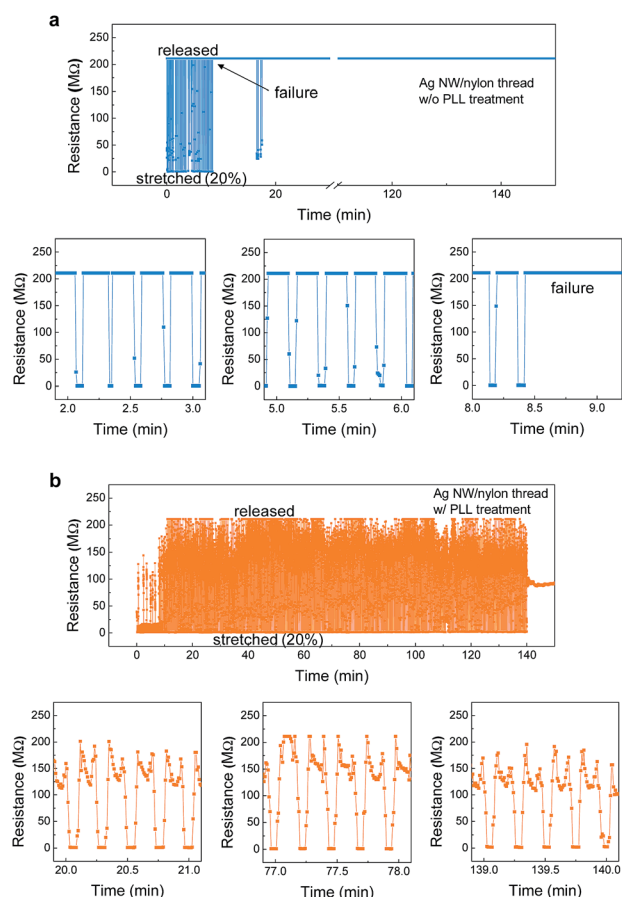 a
250
200
150
100
50
0
Resistance (MΩ)
released
failure
stretched (20%)
Ag NW/nylon thread
w/o PLL treatment
0 20 120 140
Time (min)
250
200
150
100
50
0
Resistance (MΩ)
2.0 2.5 3.0
Time (min)
250
200
150
100
50
0
Resistance (MΩ)
5.0 5.5 6.0
Time (min)
250
200
150
100
50
0
Resistance (MΩ)
failure
8.0 8.5 9.0
Time (min)
b
250
200
150
100
50
0
Resistance (MΩ)
released
Ag NW/nylon thread
w/ PLL treatment
stretched (20%)
0 20 40 60 80 100 120 140
Time (min)
250
200
150
100
50
0
Resistance (MΩ)
20.0 20.5 21.0
Time (min)
250
200
150
100
50
0
Resistance (MΩ)
77.0 77.5 78.0
Time (min)
250
200
150
100
50
0
Resistance (MΩ)
139.0 139.5 140.0
Time (min)